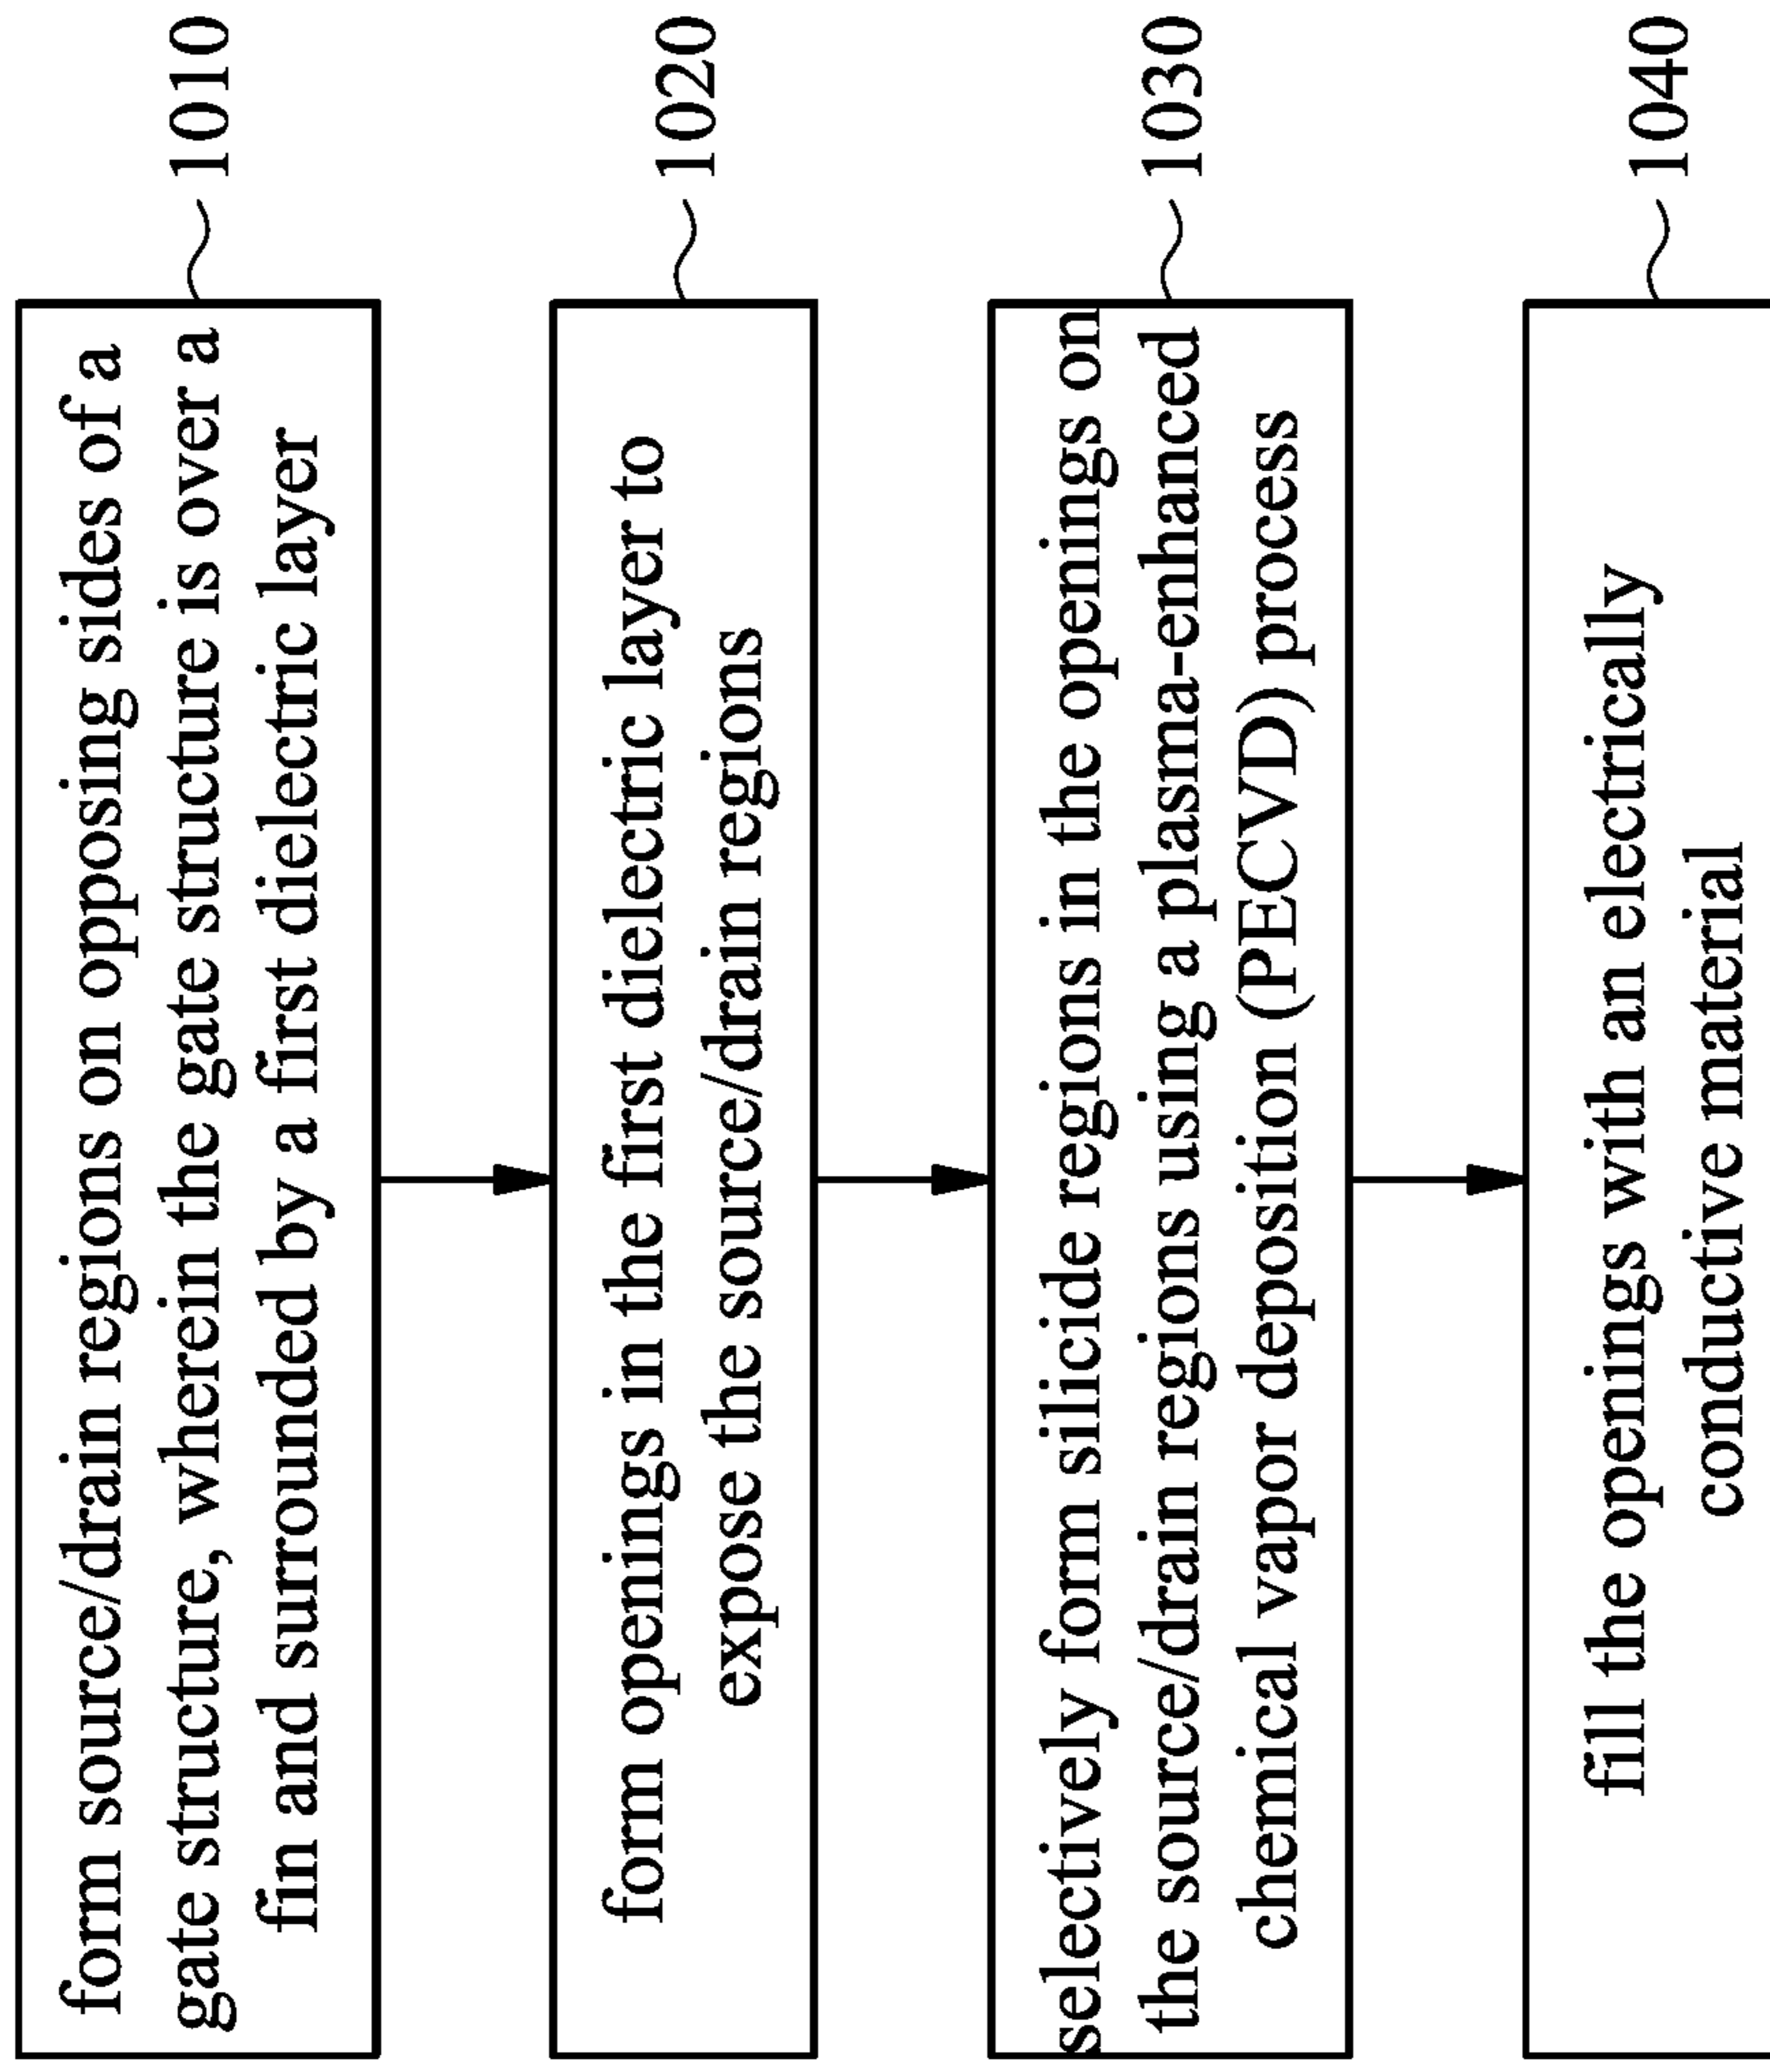 form source/drain regions on opposing sides of a
gate structure, wherein the gate structure is over a
fin and surrounded by a first dielectric layer
1010
form openings in the first dielectric layer to
expose the source/drain regions
1020
selectively form silicide regions in the openings on
the source/drain regions using a plasma-enhanced
chemical vapor deposition (PECVD) process
1030
fill the openings with an electrically
conductive material
1040